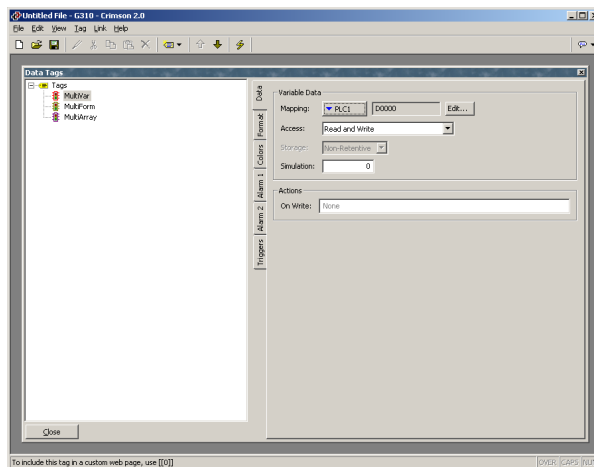 Untitled File - G310 - Crimson 2.0
File Edit View Tag Link Help
Data Tags
Tags
MultiVar
MultiForm
MultiArray
Data
Format
Colors
Alarm 1
Alarm 2
Triggers
Variable Data
Mapping: PLC1 D0000 Edit...
Access: Read and Write
Storage: Non-Retentive
Simulation: 0
Actions
On Write: None
Close
To include this tag in a custom web page, use [[0]]
OVER CAPS